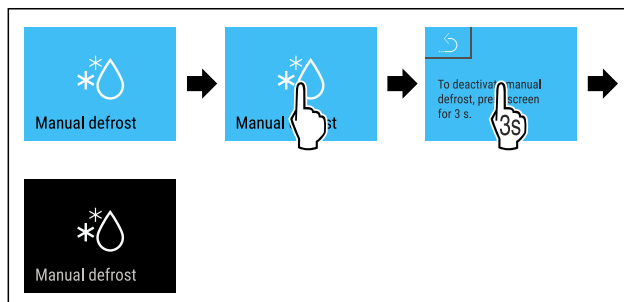 Manual defrost
Manual
To deactivate manual
defrost, press screen
for 3 s.
3s
Manual defrost